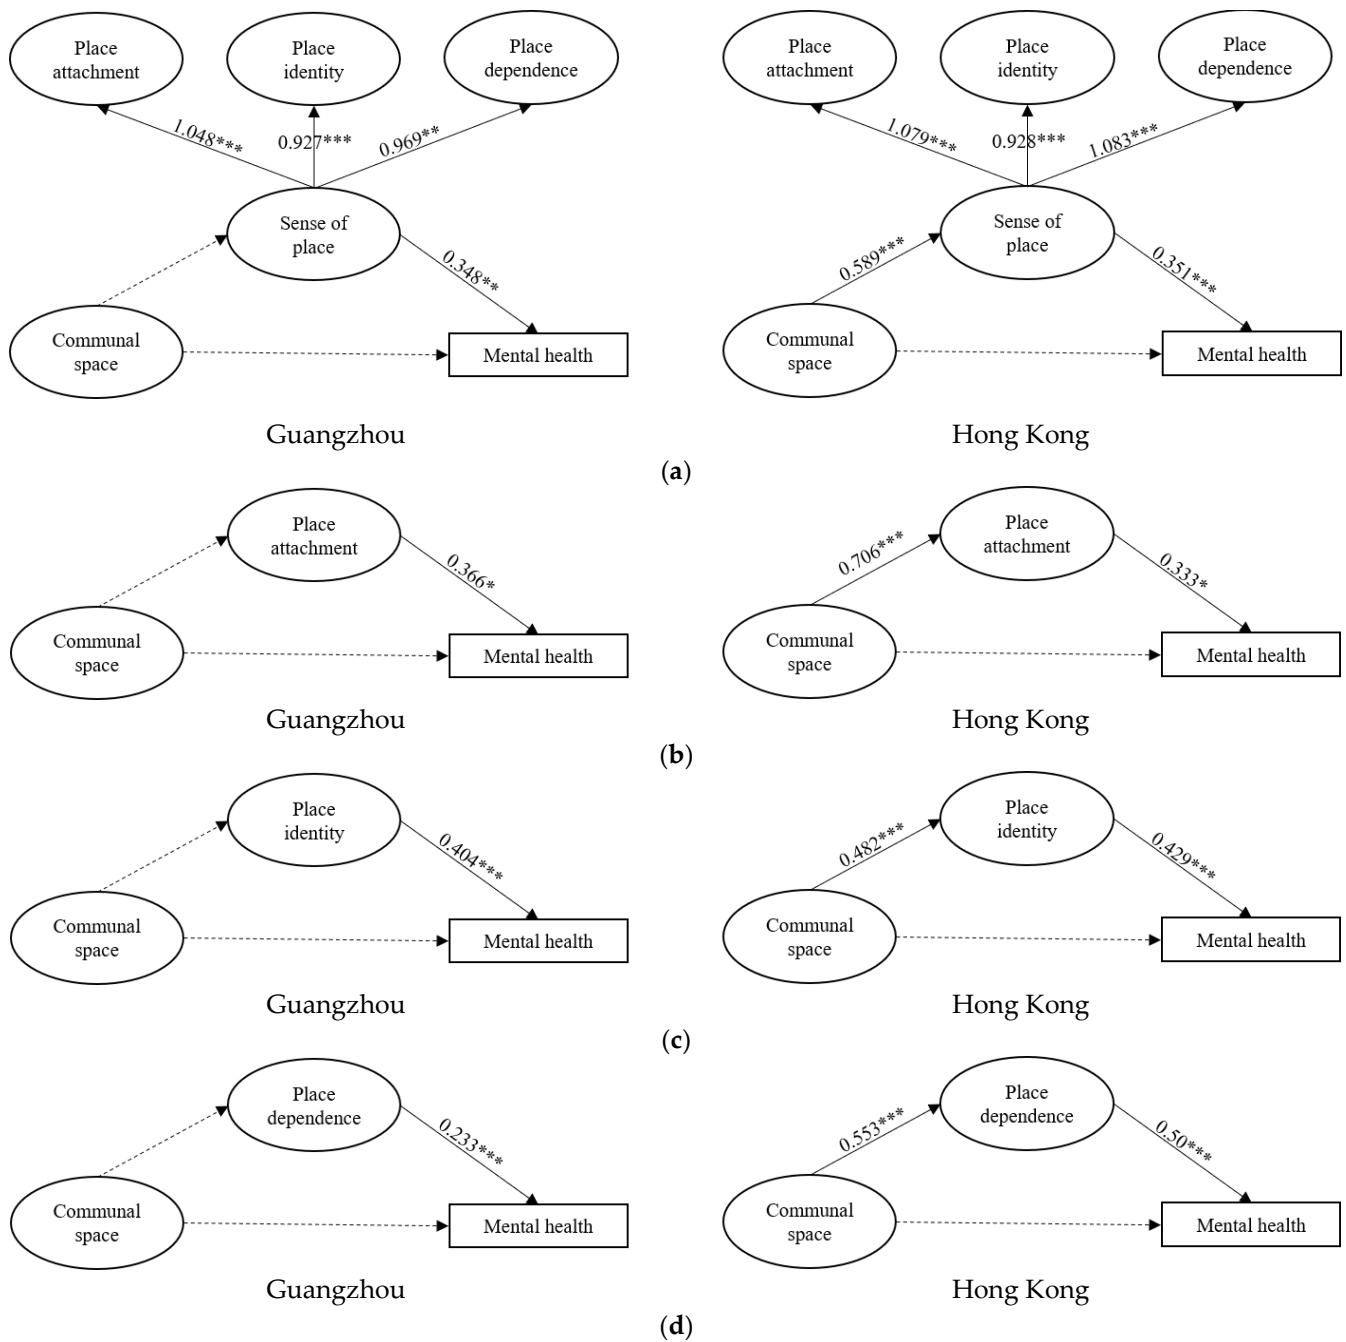 Place
attachment
Place
identity
Place
dependence
1.048***
0.927***
0.969**
Sense of
place
0.348**
Communal
space
Mental health
Guangzhou
Place
attachment
Place
identity
Place
dependence
1.079***
0.928***
1.083***
Sense of
place
0.589***
0.351***
Communal
space
Mental health
Hong Kong
(a)
Place
attachment
0.366*
Communal
space
Mental health
Guangzhou
Place
attachment
0.706***
0.333*
Communal
space
Mental health
Hong Kong
(b)
Place
identity
0.404***
Communal
space
Mental health
Guangzhou
Place
identity
0.482***
0.429***
Communal
space
Mental health
Hong Kong
(c)
Place
dependence
0.233***
Communal
space
Mental health
Guangzhou
Place
dependence
0.553***
0.50***
Communal
space
Mental health
Hong Kong
(d)